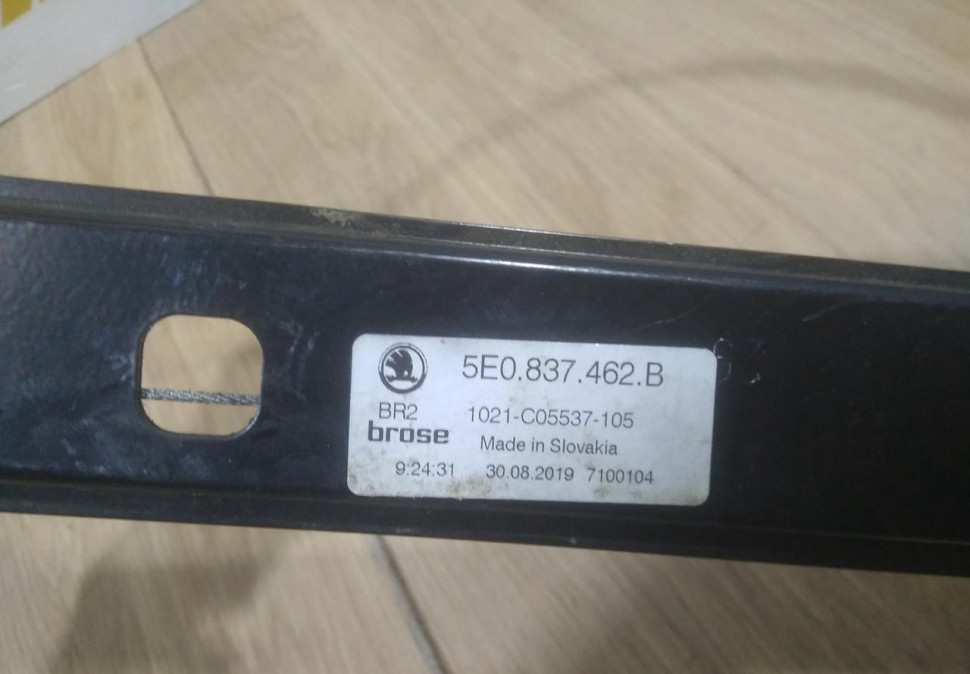 5E0.837.462.B
BR2
1021-C05537-105
brose
Made in Slovakia
9:24:31 30.08.2019 7100104